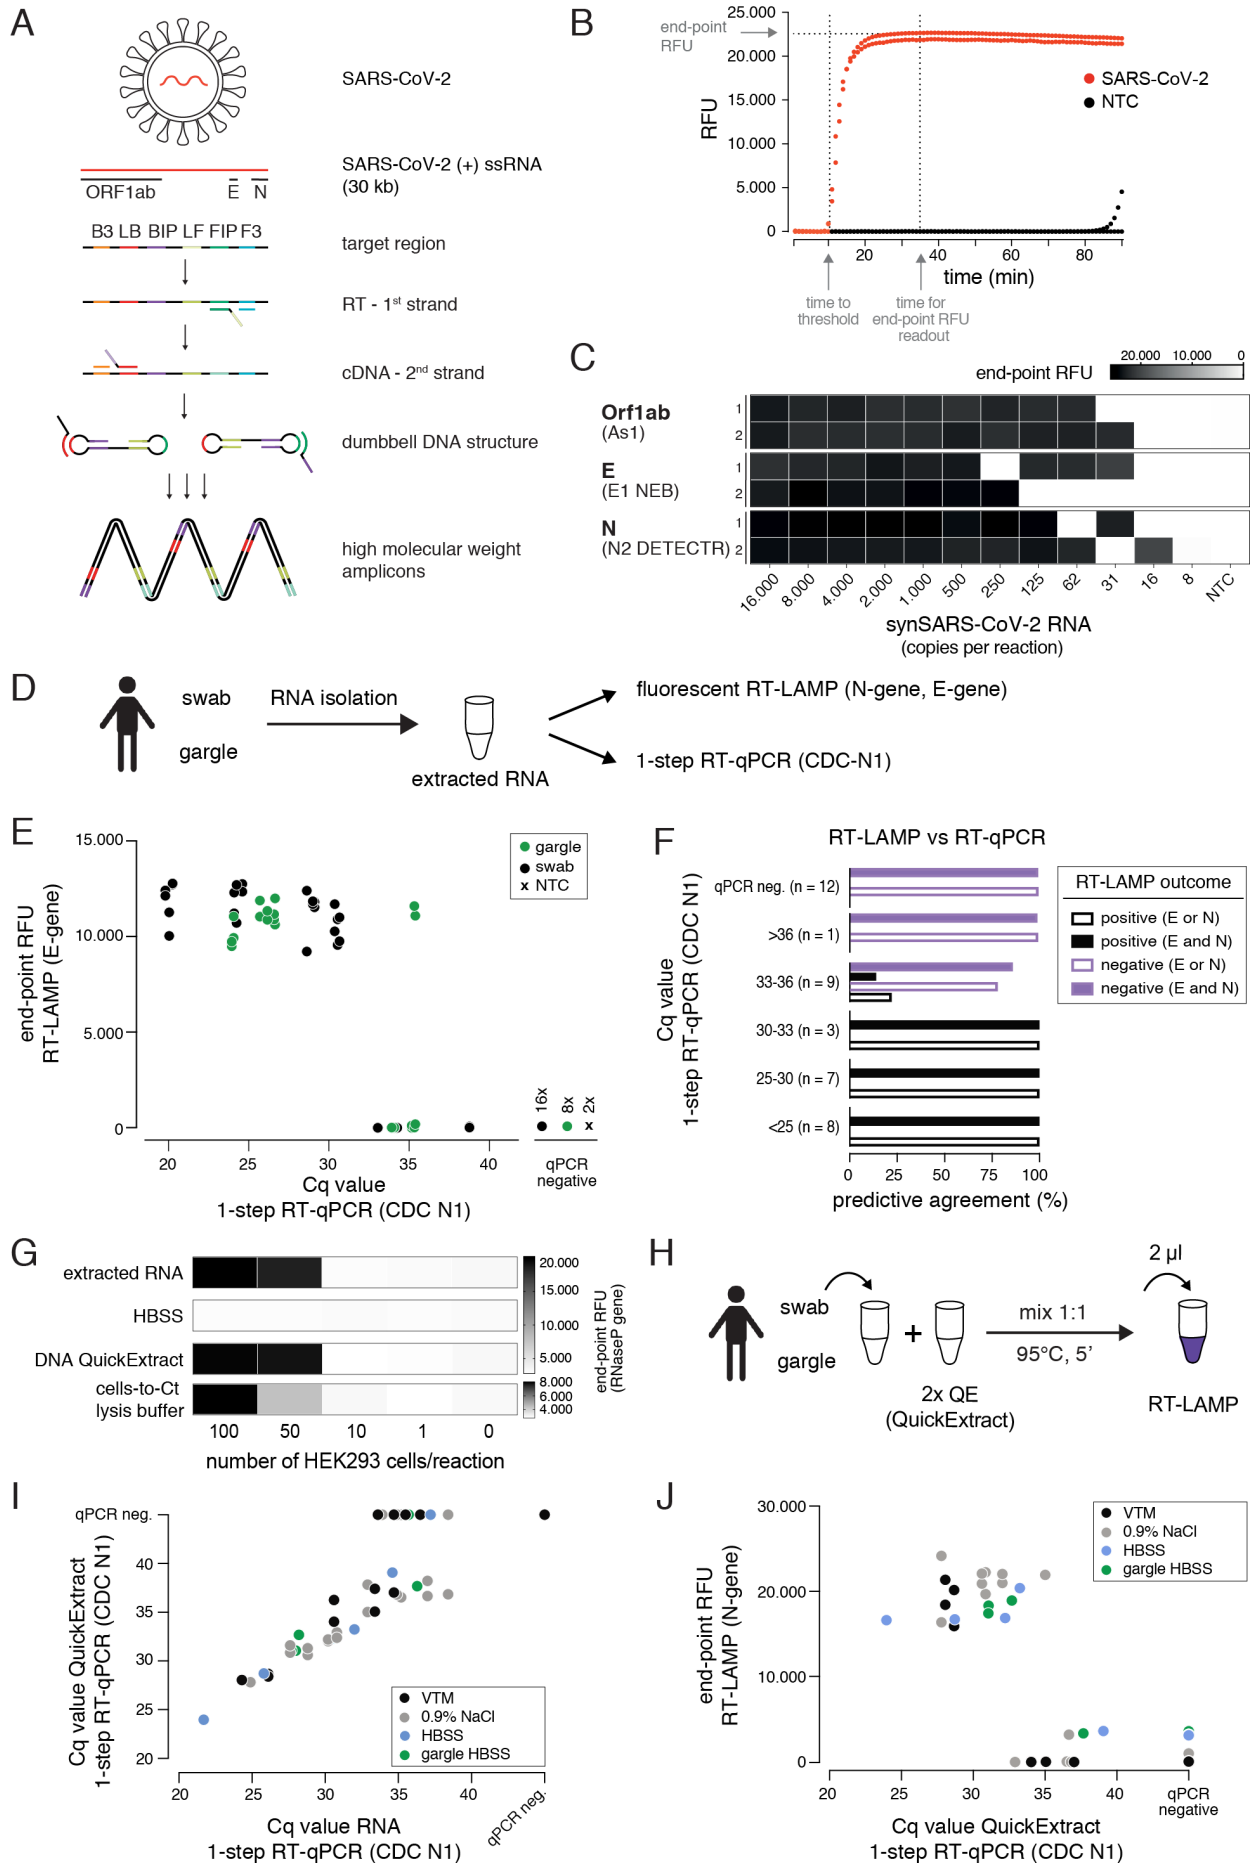 A
SARS-CoV-2
SARS-CoV-2 (+) ssRNA
(30 kb)
ORF1ab
E
N
B3 LB BIP LF FIP F3
target region
RT - 1st strand
cDNA - 2nd strand
dumbbell DNA structure
high molecular weight
amplicons
B
end-point
RFU
25.000
20.000
15.000
10.000
5.000
0
RFU
SARS-CoV-2
NTC
20 40 60 80
time (min)
time to
threshold
time for
end-point RFU
readout
C
end-point RFU
20.000 10.000 0
Orf1ab
(As1)
1
2
E
(E1 NEB)
1
2
N
(N2 DETECTR)
1
2
16.000 8.000 4.000 2.000 1.000 500 250 125 62 31 16 8 NTC
synSARS-CoV-2 RNA
(copies per reaction)
D
swab
gargle
RNA isolation
extracted RNA
fluorescent RT-LAMP (N-gene, E-gene)
1-step RT-qPCR (CDC-N1)
E
end-point RFU
RT-LAMP (E-gene)
15.000
10.000
5.000
0
gargle
swab
x NTC
16x 8x 2x
x
20 25 30 35 40
qPCR
negative
Cq value
1-step RT-qPCR (CDC N1)
F
RT-LAMP vs RT-qPCR
Cq value
1-step RT-qPCR (CDC N1)
qPCR neg. (n = 12)
>36 (n = 1)
33-36 (n = 9)
30-33 (n = 3)
25-30 (n = 7)
<25 (n = 8)
0 25 50 75 100
predictive agreement (%)
RT-LAMP outcome
positive (E or N)
positive (E and N)
negative (E or N)
negative (E and N)
G
extracted RNA
HBSS
DNA QuickExtract
cells-to-Ct
lysis buffer
100 50 10 1 0
number of HEK293 cells/reaction
20.000
15.000
10.000
5.000
8.000
6.000
4.000
end-point RFU
(RNaseP gene)
H
swab
gargle
+
2x QE
(QuickExtract)
mix 1:1
95°C, 5’
2 µl
RT-LAMP
I
Cq value QuickExtract
1-step RT-qPCR (CDC N1)
qPCR neg.
40
35
30
25
20
VTM
0.9% NaCl
HBSS
gargle HBSS
20 25 30 35 40 qPCR neg.
Cq value RNA
1-step RT-qPCR (CDC N1)
J
end-point RFU
RT-LAMP (N-gene)
30.000
20.000
10.000
0
VTM
0.9% NaCl
HBSS
gargle HBSS
20 25 30 35 40 qPCR
negative
Cq value QuickExtract
1-step RT-qPCR (CDC N1)